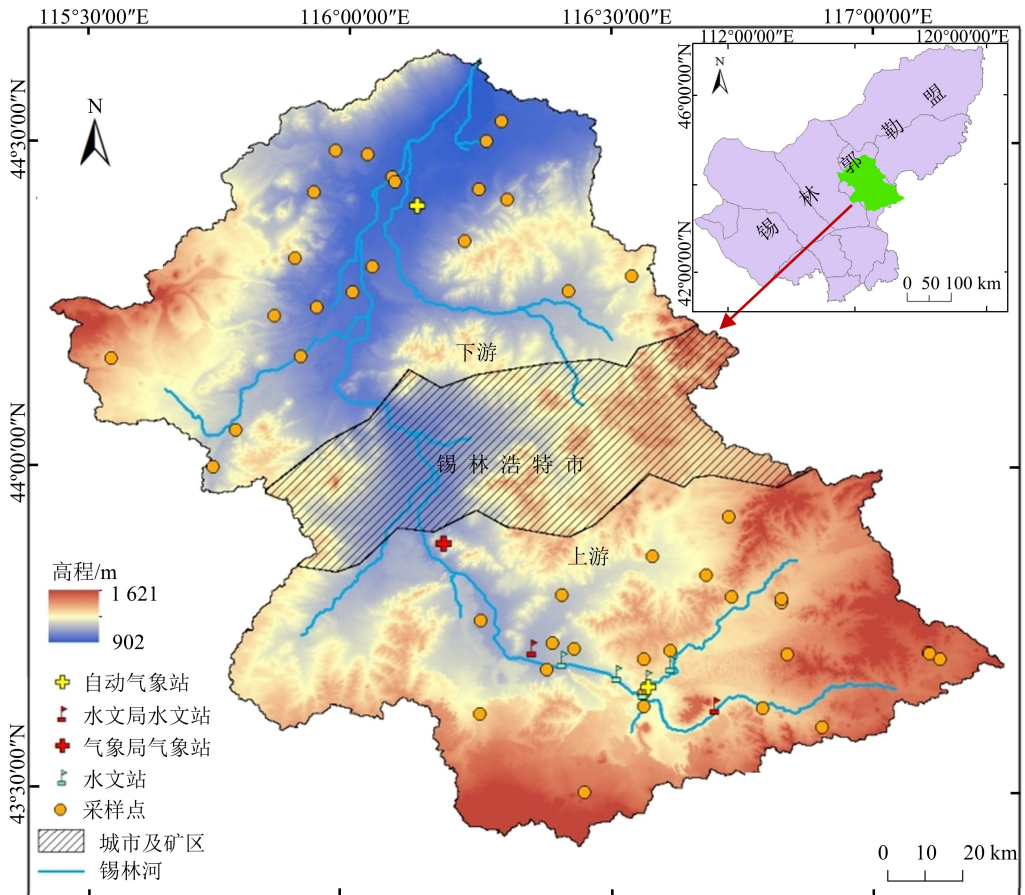 115°30′00″E 116°00′00″E 116°30′00″E 117°00′00″E
112°00′00″E 120°00′00″E
46°00′00″N
42°00′00″N
N
锡 林 郭 勒 盟
0 50 100 km
N
44°30′00″N
44°00′00″N
43°30′00″N
下游
锡 林 浩 特 市
上游
高程/m
1 621
902
自动气象站
水文局水文站
气象局气象站
水文站
采样点
城市及矿区
锡林河
0 10 20 km